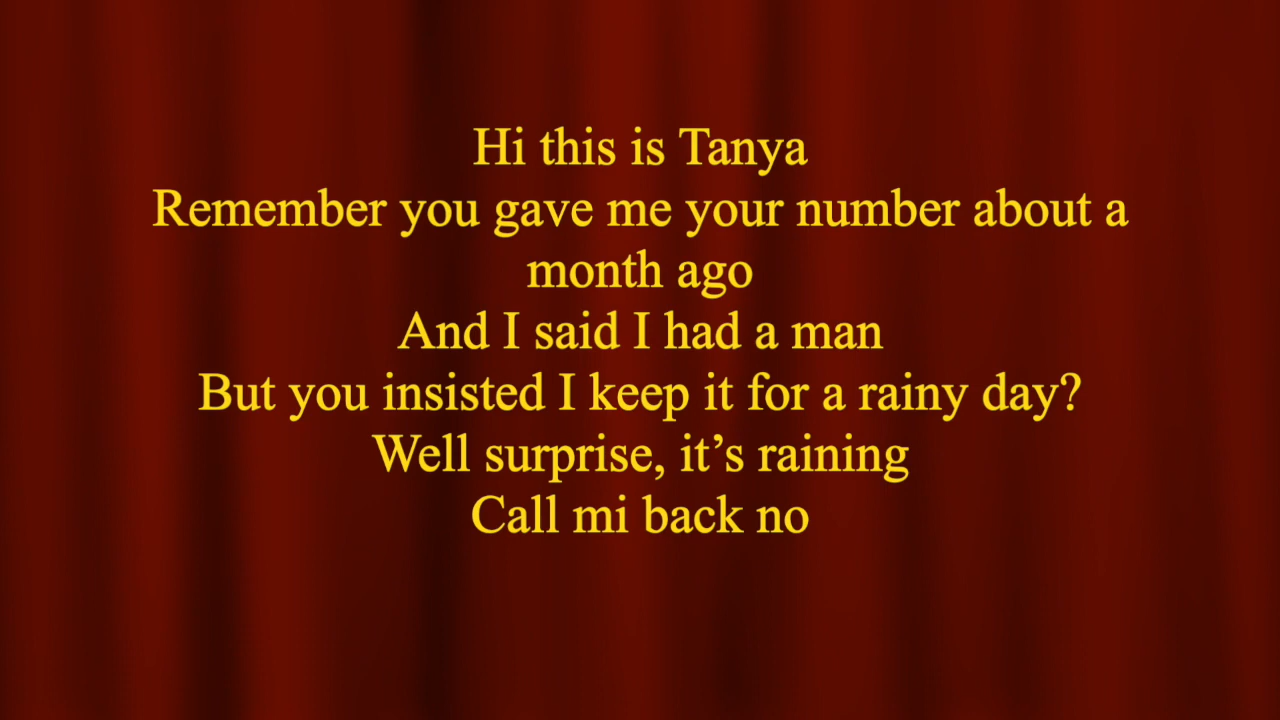 Hi this is Tanya
Remember you gave me your number about a
month ago
And I said I had a man
But you insisted I keep it for a rainy day?
Well surprise, it’s raining
Call mi back no